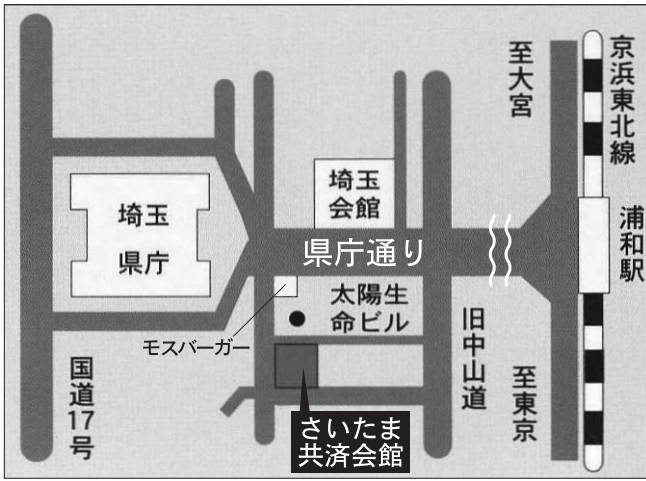 京浜東北線
至大宮
浦和駅
至東京
埼玉
会館
県庁通り
埼玉
県庁
太陽生
命ビル
モスバーガー
旧中山道
国道17号
さいたま
共済会館